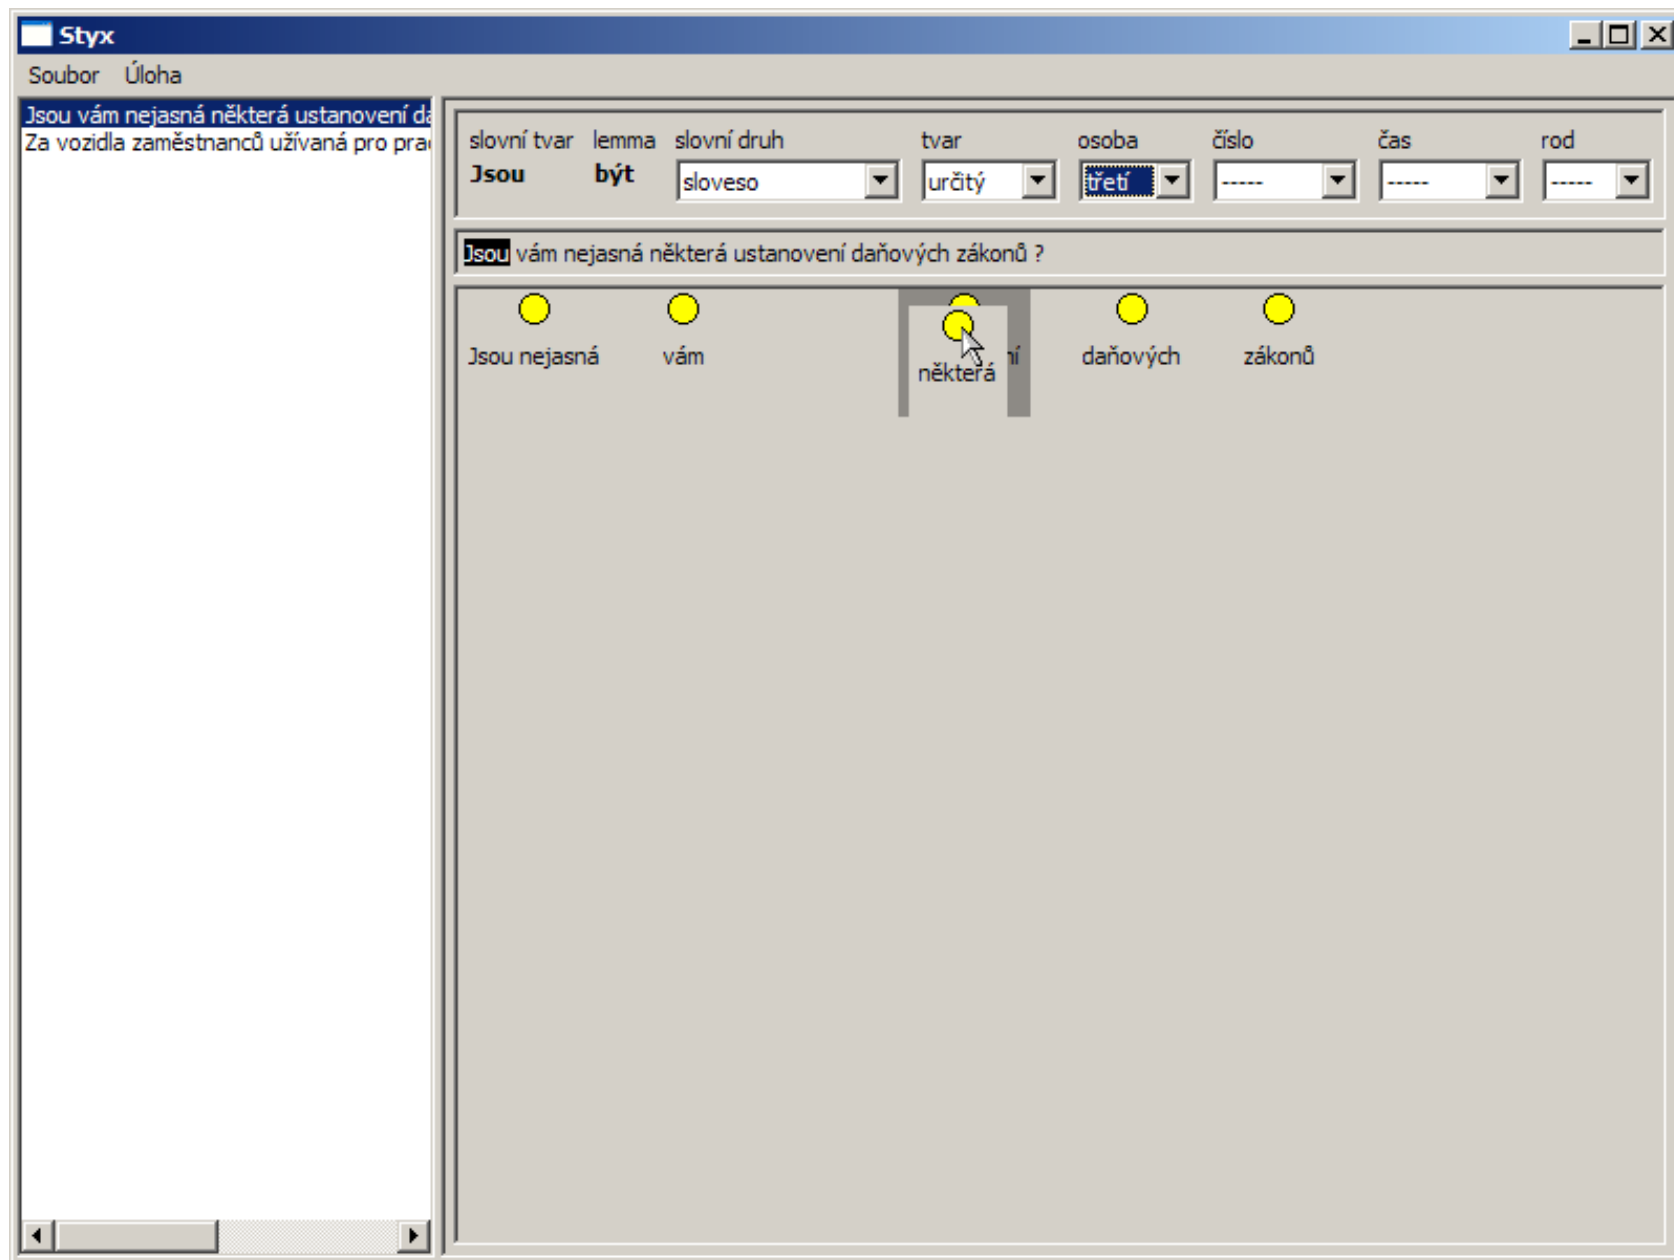 Styx
Soubor Úloha
Jsou vám nejasná některá ustanovení
Za vozidla zaměstnanců užívaná pro
slovní tvar lemma slovní druh tvar osoba číslo čas rod
Jsou být sloveso určitý třetí ----- ----- -----
Jsou vám nejasná některá ustanovení daňových zákonů ?
Jsou nejasná vám některá daňových zákonů